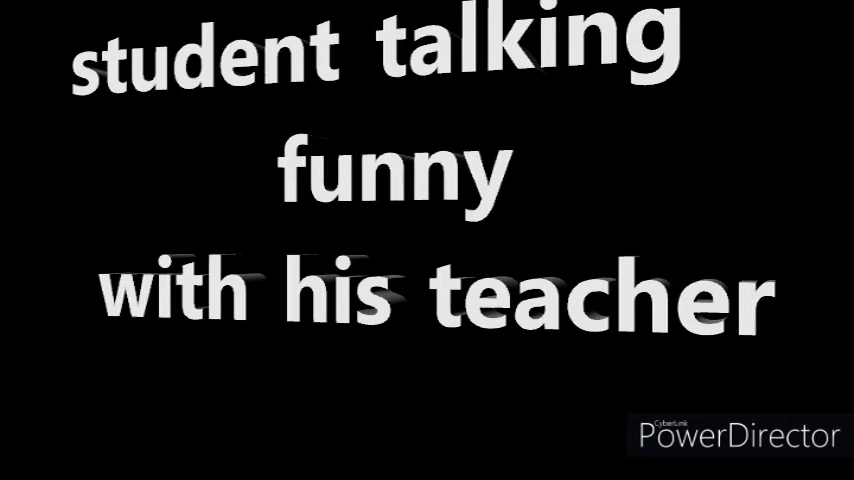 student talking
funny
with his teacher
CyberLink
PowerDirector